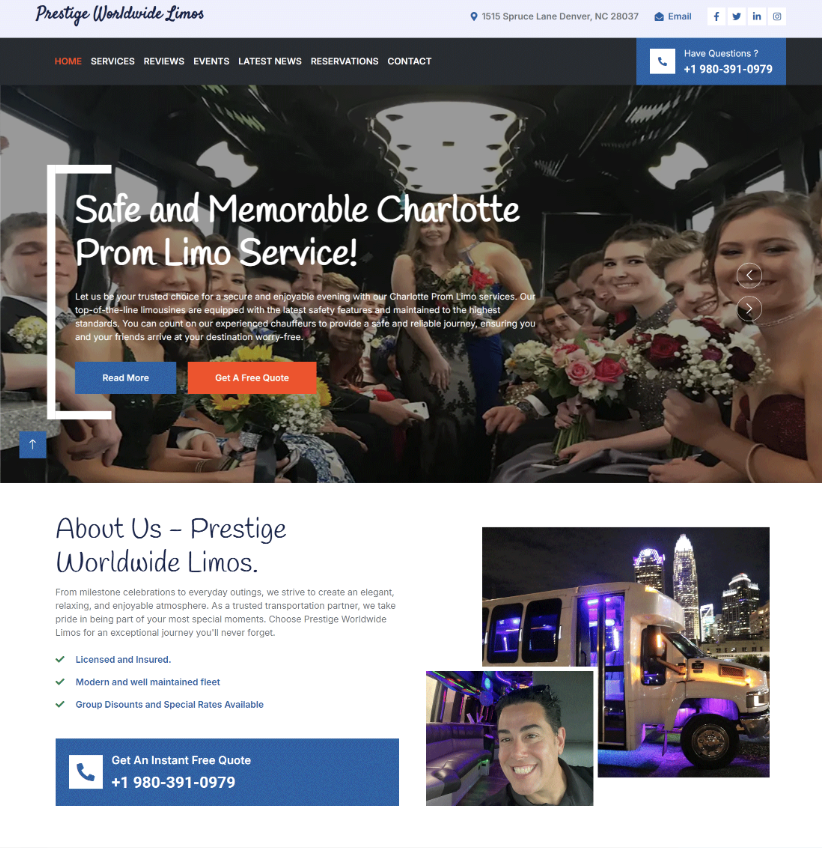 Prestige Worldwide Limos
1515 Spruce Lane Denver, NC 28037
Email
HOME SERVICES REVIEWS EVENTS LATEST NEWS RESERVATIONS CONTACT
Have Questions ?
+1 980-391-0979
Safe and Memorable Charlotte
Prom Limo Service!
Let us be your trusted choice for a secure and enjoyable evening with our Charlotte Prom Limo services. Our
top-of-the-line limousines are equipped with the latest safety features and maintained to the highest
standards. You can count on our experienced chauffeurs to provide a safe and reliable journey, ensuring you
and your friends arrive at your destination worry-free.
Read More
Get A Free Quote
About Us – Prestige
Worldwide Limos.
From milestone celebrations to everyday outings, we strive to create an elegant,
relaxing, and enjoyable atmosphere. As a trusted transportation partner, we take
pride in being part of your most special moments. Choose Prestige Worldwide
Limos for an exceptional journey you'll never forget.
Licensed and Insured.
Modern and well maintained fleet
Group Disounts and Special Rates Available
Get An Instant Free Quote
+1 980-391-0979